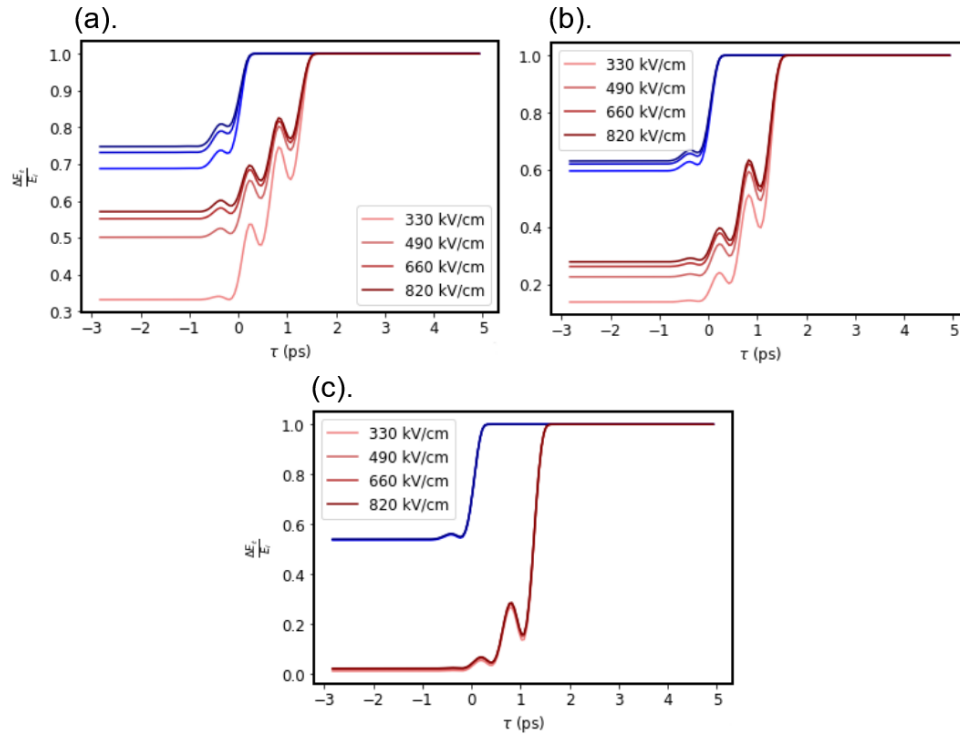 (a).
1.0
0.9
0.8
0.7
0.6
0.5
0.4
0.3
ΔE_t
E_i
330 kV/cm
490 kV/cm
660 kV/cm
820 kV/cm
−3 −2 −1 0 1 2 3 4 5
τ (ps)
(b).
1.0
0.8
0.6
0.4
0.2
330 kV/cm
490 kV/cm
660 kV/cm
820 kV/cm
−3 −2 −1 0 1 2 3 4 5
τ (ps)
(c).
1.0
0.8
0.6
0.4
0.2
0.0
ΔE_t
E_i
330 kV/cm
490 kV/cm
660 kV/cm
820 kV/cm
−3 −2 −1 0 1 2 3 4 5
τ (ps)